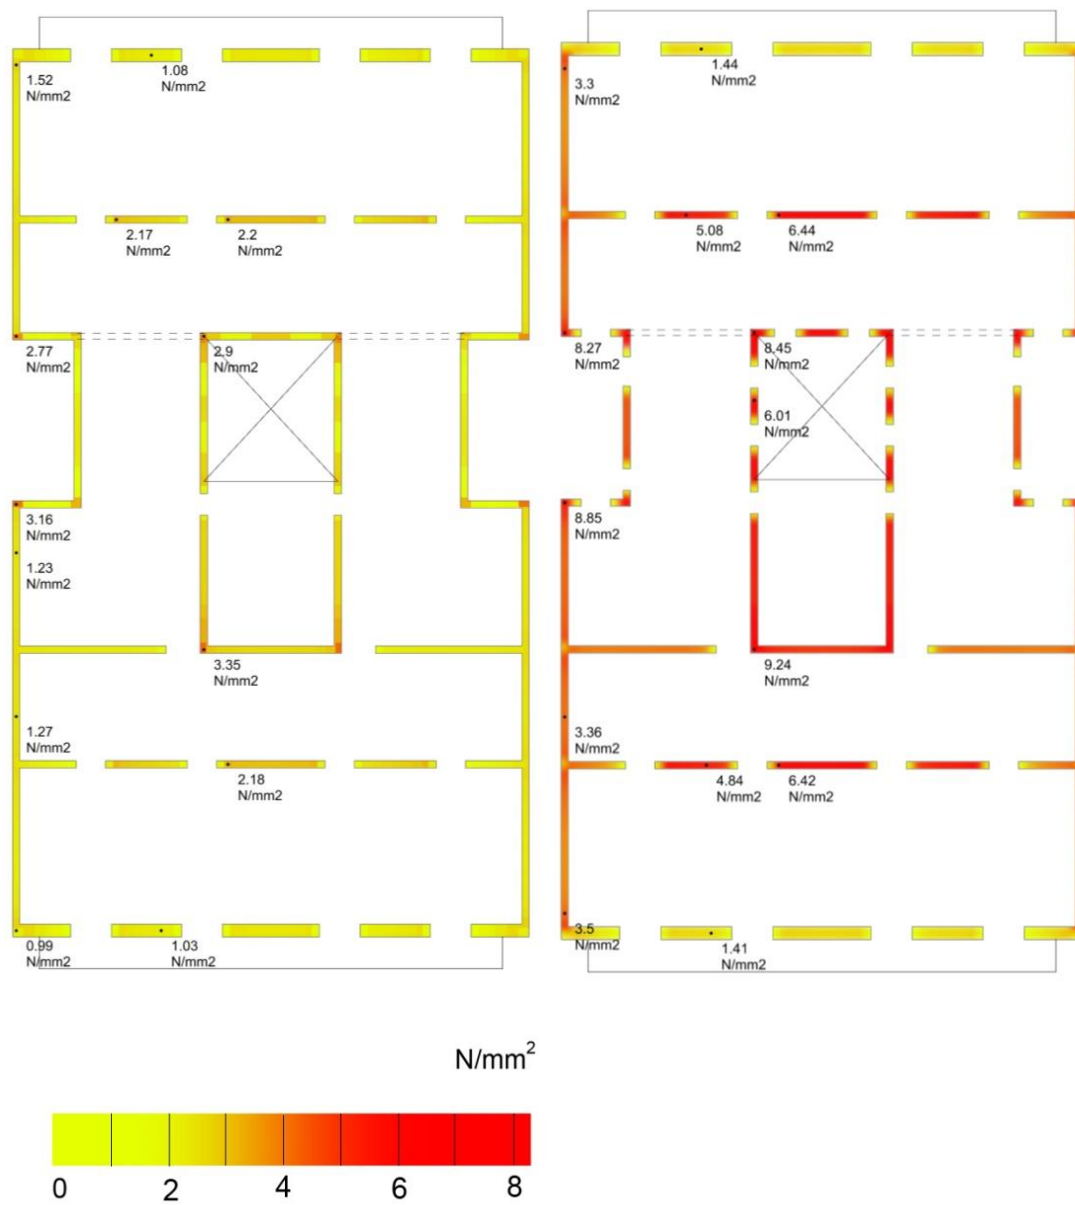 1.52
N/mm2
1.08
N/mm2
2.17
N/mm2
2.2
N/mm2
2.77
N/mm2
2.9
N/mm2
3.16
N/mm2
1.23
N/mm2
3.35
N/mm2
1.27
N/mm2
2.18
N/mm2
0.99
N/mm2
1.03
N/mm2
3.3
N/mm2
1.44
N/mm2
5.08
N/mm2
6.44
N/mm2
8.27
N/mm2
8.45
N/mm2
6.01
N/mm2
8.85
N/mm2
9.24
N/mm2
3.36
N/mm2
4.84
N/mm2
6.42
N/mm2
3.5
N/mm2
1.41
N/mm2
N/mm²
0 2 4 6 8